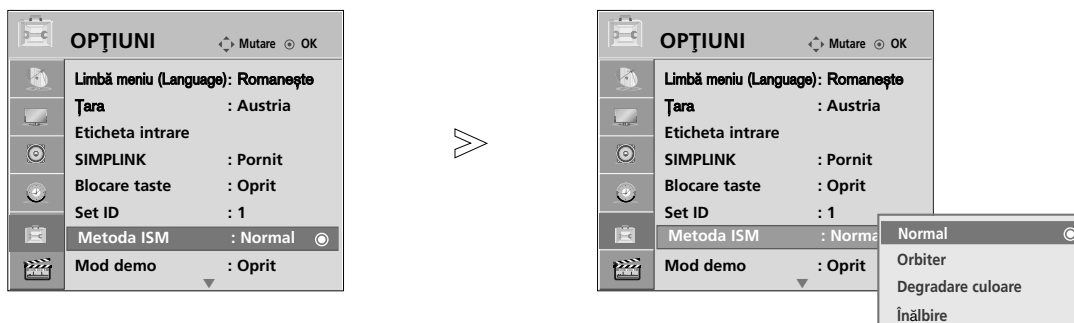 OPŢIUNI Mutare OK
Limbă meniu (Language): Romaneşte
Ţara : Austria
Eticheta intrare
SIMPLINK : Pornit
Blocare taste : Oprit
Set ID : 1
Metoda ISM : Normal
Mod demo : Oprit
OPŢIUNI Mutare OK
Limbă meniu (Language): Romaneşte
Ţara : Austria
Eticheta intrare
SIMPLINK : Pornit
Blocare taste : Oprit
Set ID : 1
Metoda ISM : Norma
Mod demo : Oprit
Normal
Orbiter
Degradare culoare
Înălbire